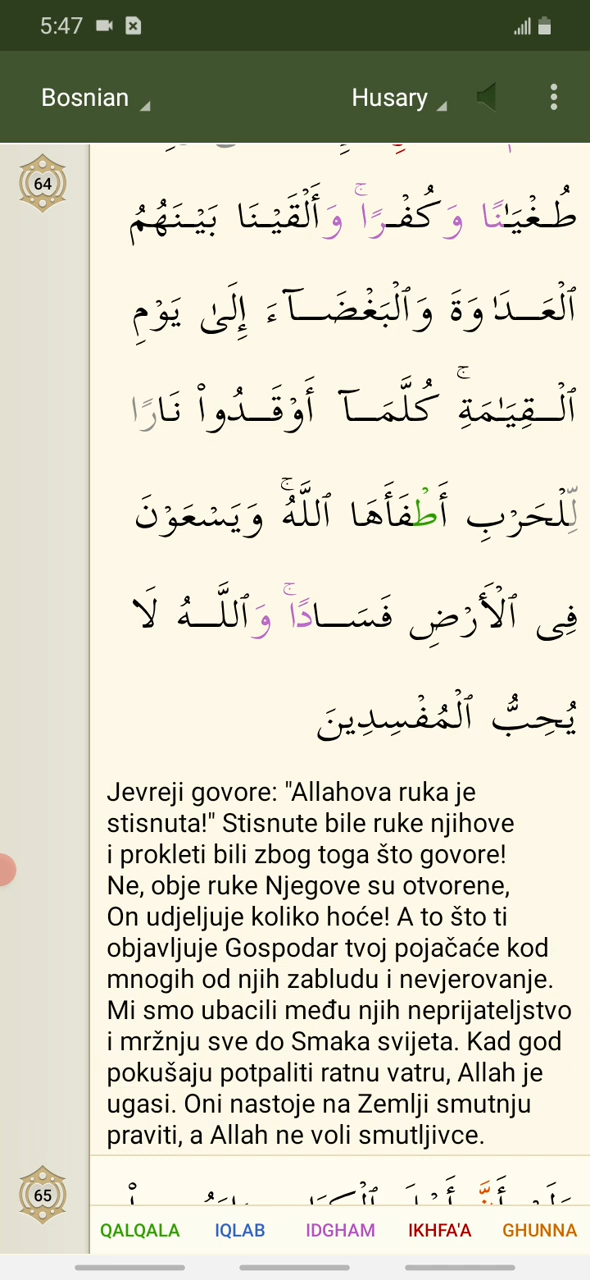 5:47
Bosnian
Husary
64
طُغْيَـٰنًا وَكُفْرًا ۚ وَأَلْقَيْنَا بَيْنَهُمُ
ٱلْعَدَٰوَةَ وَٱلْبَغْضَآءَ إِلَىٰ يَوْمِ
ٱلْقِيَـٰمَةِ ۚ كُلَّمَآ أَوْقَدُوا۟ نَارًا
لِّلْحَرْبِ أَطْفَأَهَا ٱللَّهُ ۚ وَيَسْعَوْنَ
فِى ٱلْأَرْضِ فَسَادًا ۚ وَٱللَّهُ لَا
يُحِبُّ ٱلْمُفْسِدِينَ
Jevreji govore: "Allahova ruka je
stisnuta!" Stisnute bile ruke njihove
i prokleti bili zbog toga što govore!
Ne, obje ruke Njegove su otvorene,
On udjeljuje koliko hoće! A to što ti
objavljuje Gospodar tvoj pojačaće kod
mnogih od njih zabludu i nevjerovanje.
Mi smo ubacili među njih neprijateljstvo
i mržnju sve do Smaka svijeta. Kad god
pokušaju potpaliti ratnu vatru, Allah je
ugasi. Oni nastoje na Zemlji smutnju
praviti, a Allah ne voli smutljivce.
65
QALQALA IQLAB IDGHAM IKHFA'A GHUNNA